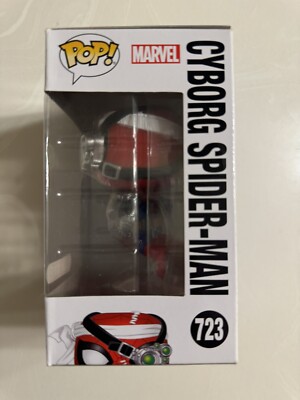 POP!
MARVEL
CYBORG SPIDER-MAN
723